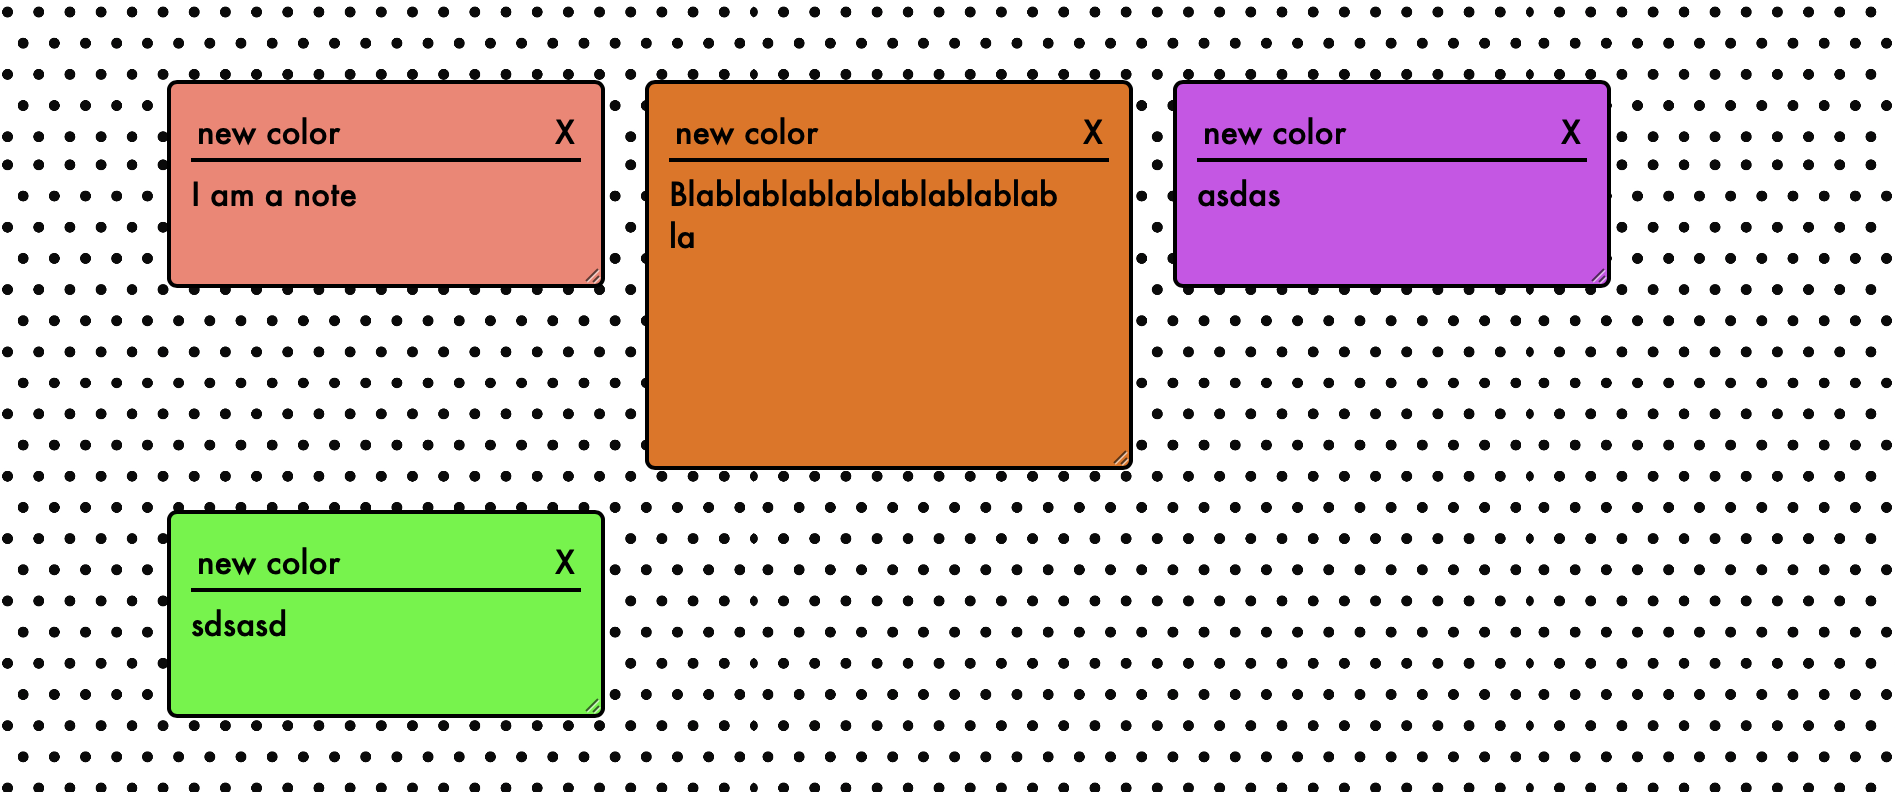 new color X
I am a note
new color X
Blablablablablablablablab
la
new color X
asdas
new color X
sdsasd